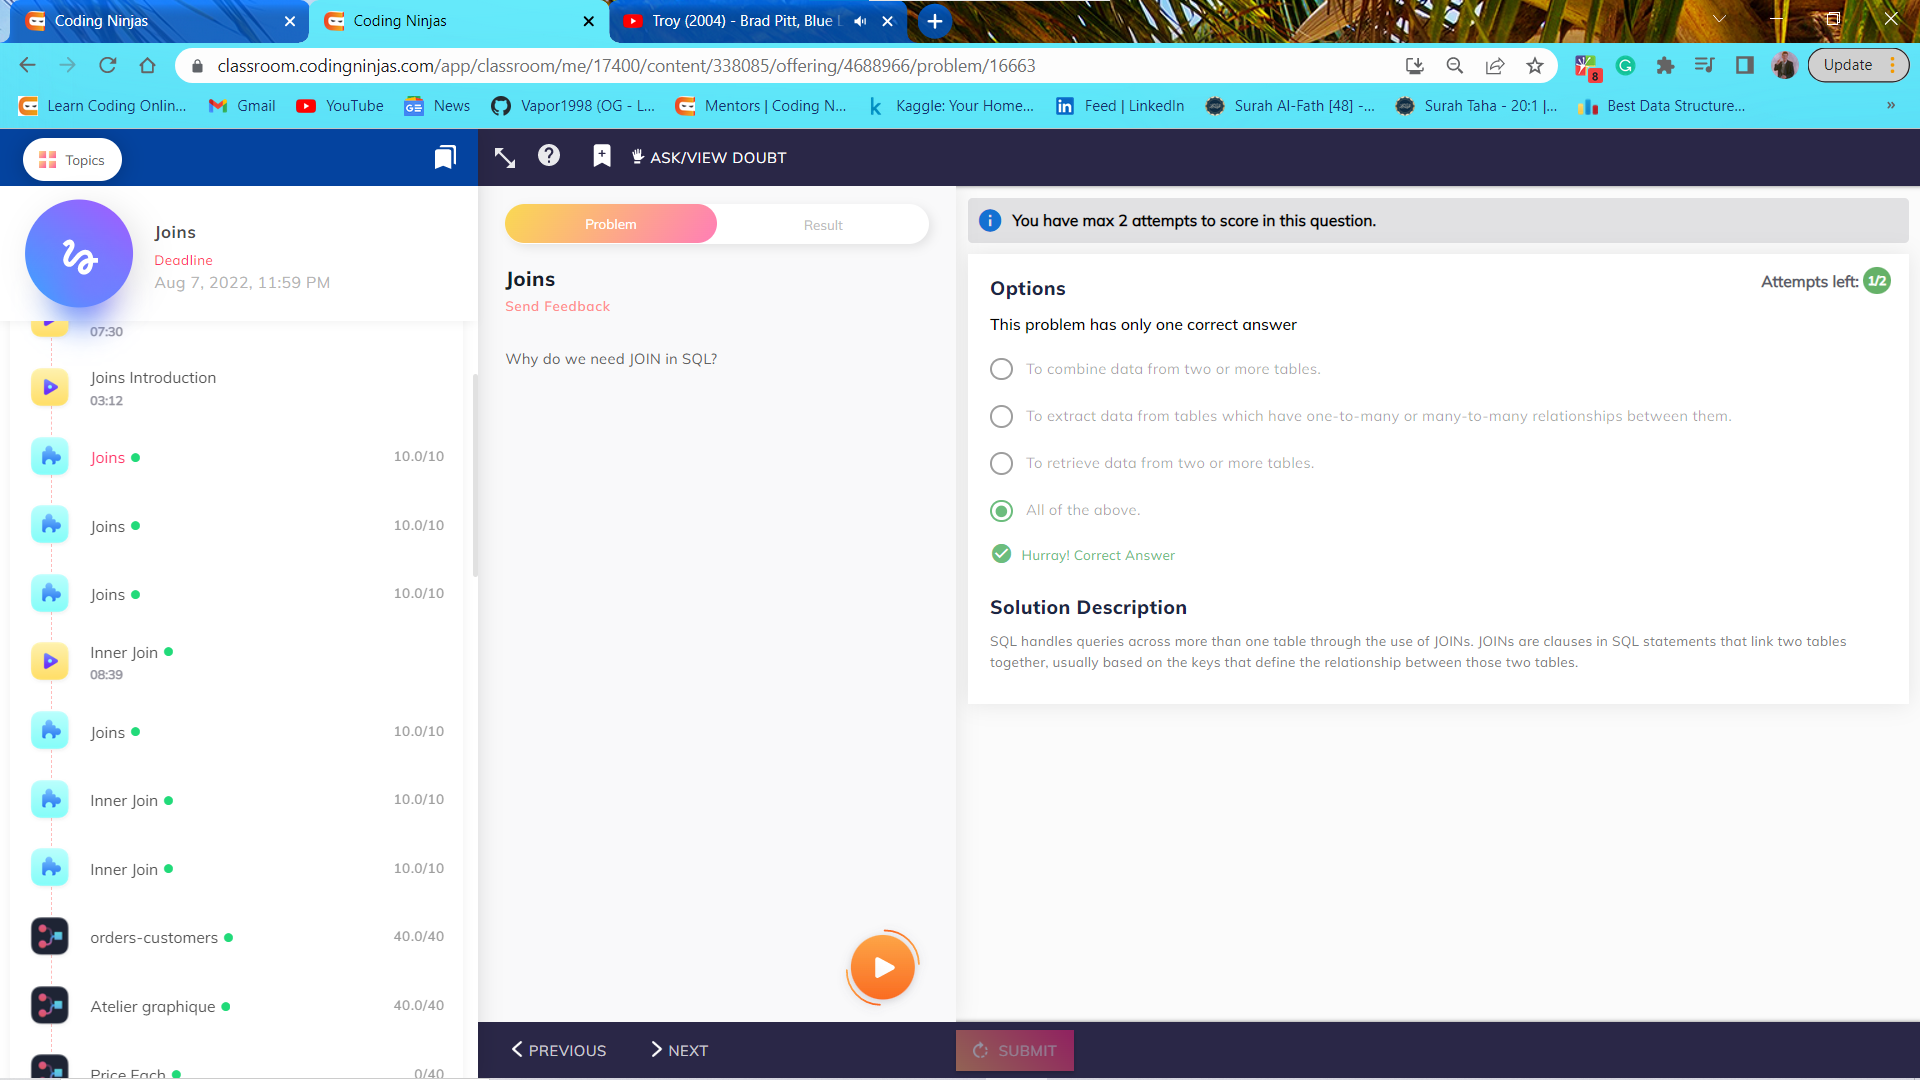 Coding Ninjas
Coding Ninjas
Troy (2004) - Brad Pitt, Blue
classroom.codingninjas.com/app/classroom/me/17400/content/338085/offering/4688966/problem/16663
8
Update
Learn Coding Onlin...
Gmail
YouTube
News
Vapor1998 (OG - L...
Mentors | Coding N...
Kaggle: Your Home...
Feed | LinkedIn
Surah Al-Fath [48] -...
Surah Taha - 20:1 |...
Best Data Structure...
»
Topics
ASK/VIEW DOUBT
Joins
Deadline
Aug 7, 2022, 11:59 PM
07:30
Joins Introduction
03:12
Joins
10.0/10
Joins
10.0/10
Joins
10.0/10
Inner Join
08:39
Joins
10.0/10
Inner Join
10.0/10
Inner Join
10.0/10
orders-customers
40.0/40
Atelier graphique
40.0/40
Price Each
0/40
Problem
Result
Joins
Send Feedback
Why do we need JOIN in SQL?
PREVIOUS
NEXT
You have max 2 attempts to score in this question.
Options
Attempts left: 1/2
This problem has only one correct answer
To combine data from two or more tables.
To extract data from tables which have one-to-many or many-to-many relationships between them.
To retrieve data from two or more tables.
All of the above.
Hurray! Correct Answer
Solution Description
SQL handles queries across more than one table through the use of JOINs. JOINs are clauses in SQL statements that link two tables
together, usually based on the keys that define the relationship between those two tables.
SUBMIT